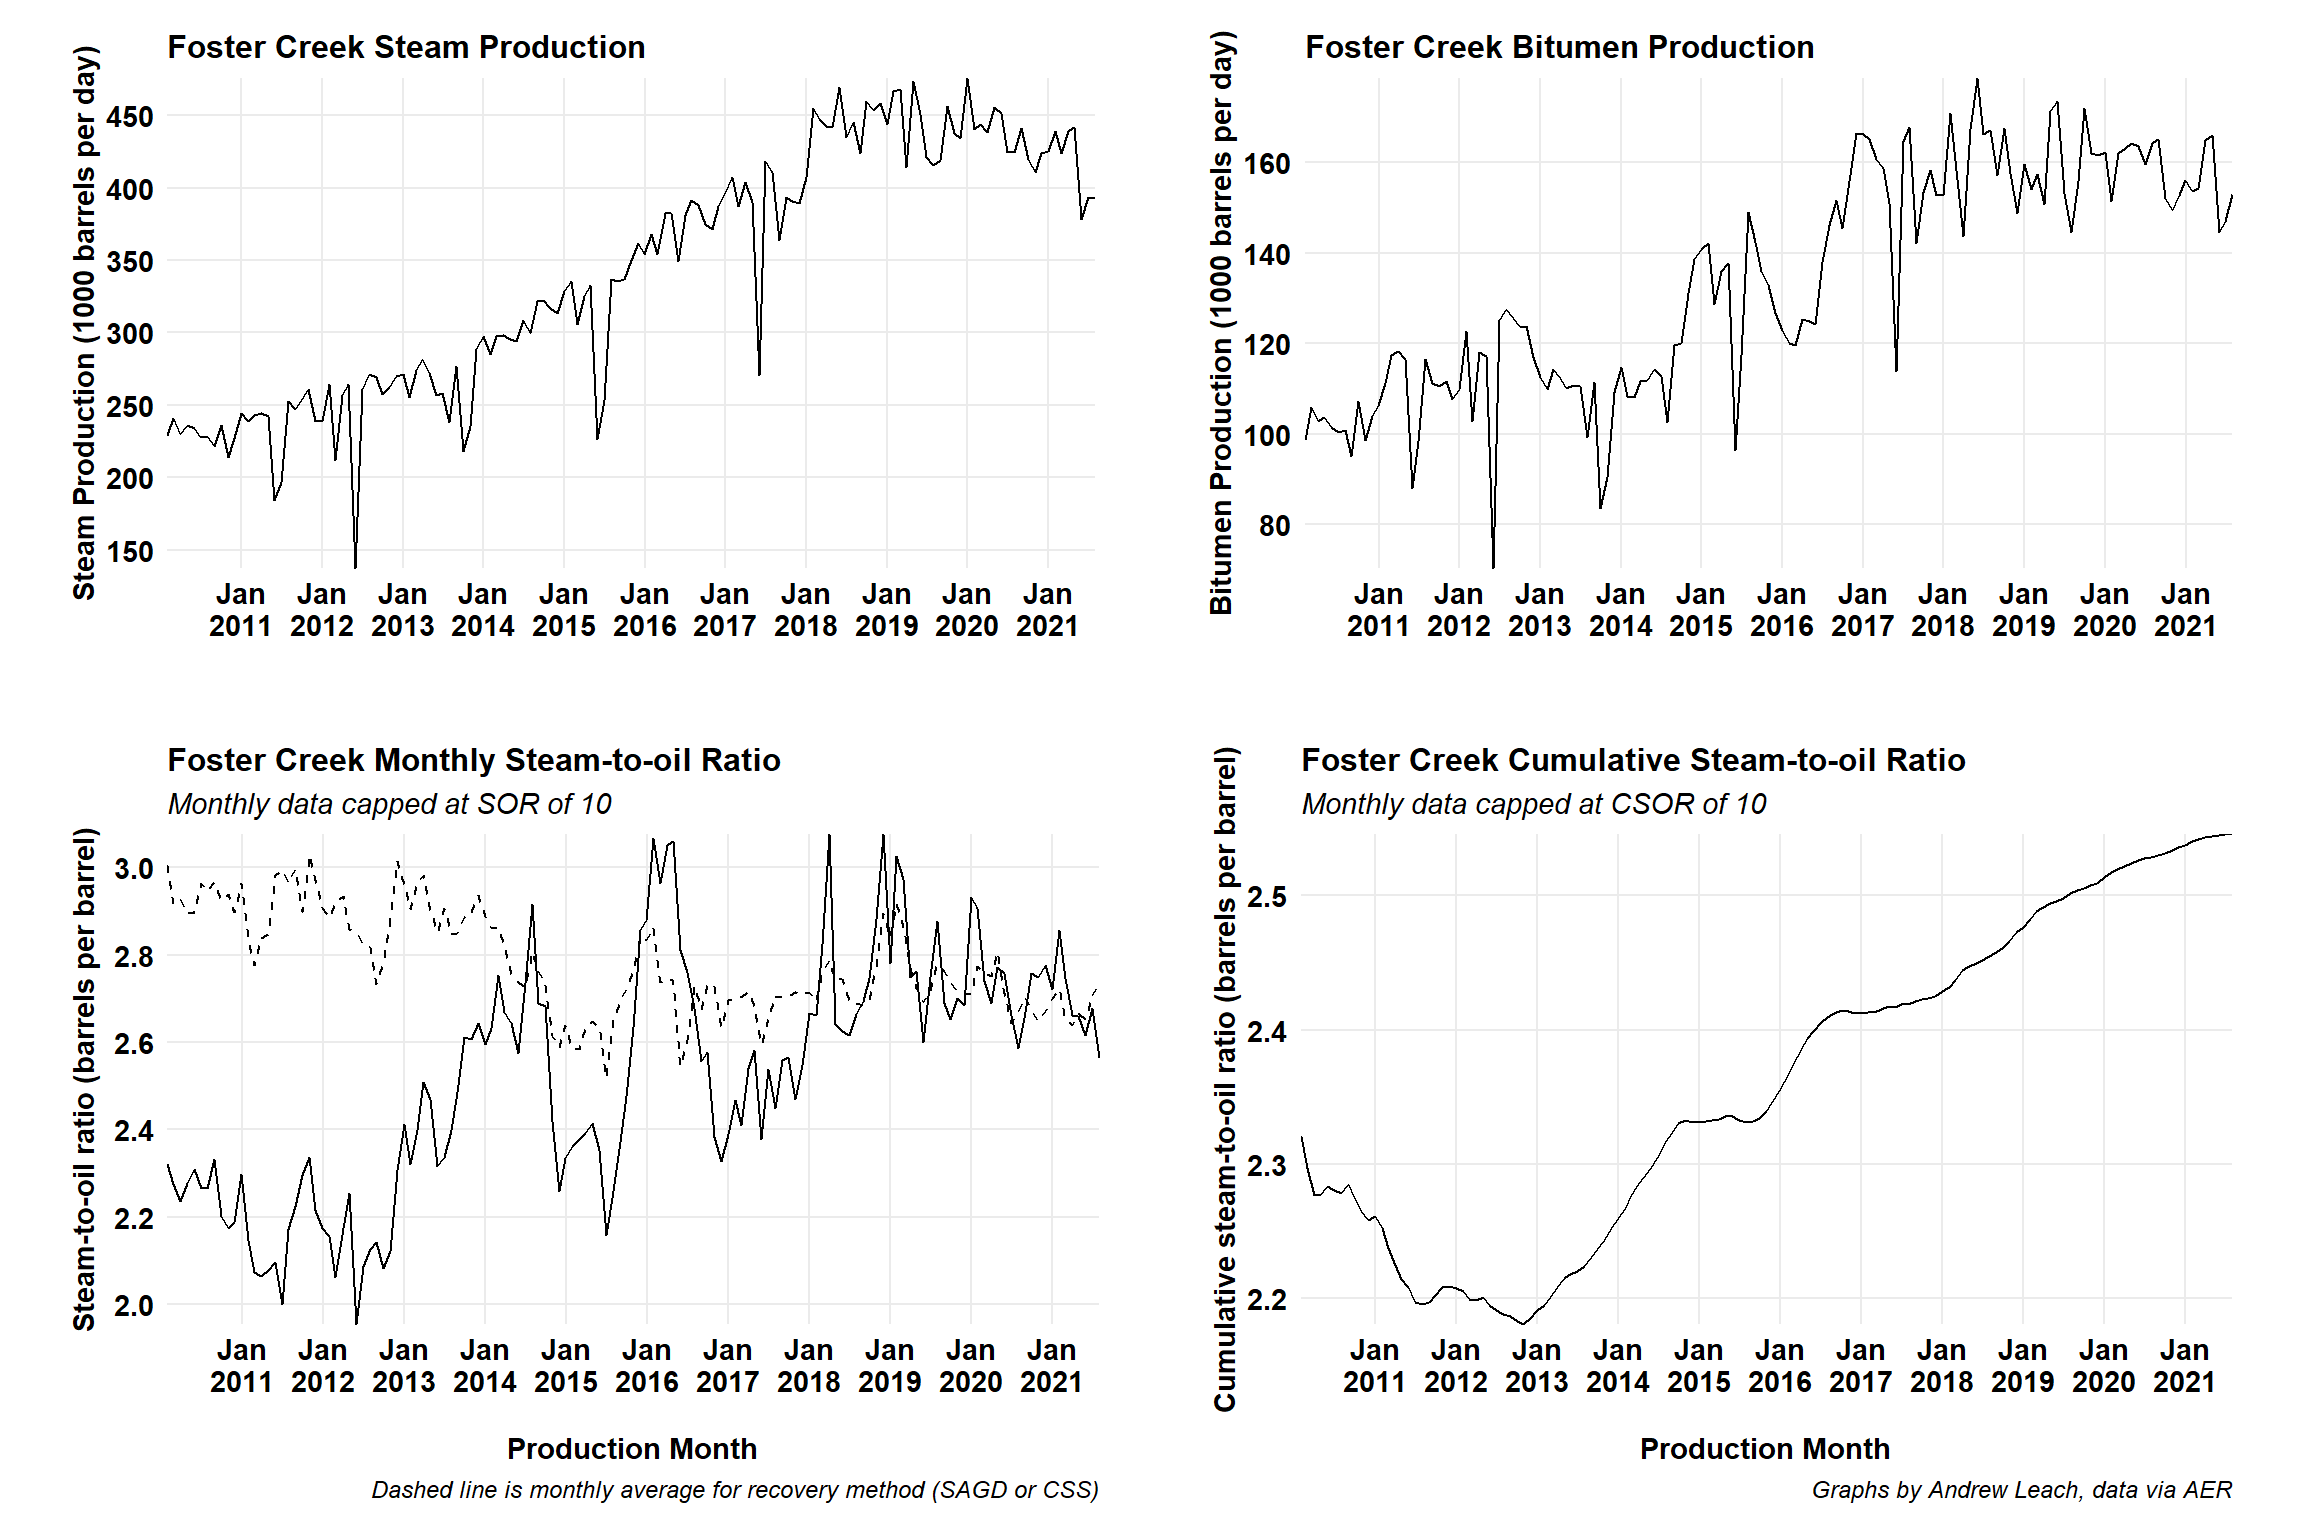 Foster Creek Steam Production
Steam Production (1000 barrels per day)
450
400
350
300
250
200
150
Jan Jan Jan Jan Jan Jan Jan Jan Jan Jan Jan
2011 2012 2013 2014 2015 2016 2017 2018 2019 2020 2021
Foster Creek Bitumen Production
Bitumen Production (1000 barrels per day)
160
140
120
100
80
Jan Jan Jan Jan Jan Jan Jan Jan Jan Jan Jan
2011 2012 2013 2014 2015 2016 2017 2018 2019 2020 2021
Foster Creek Monthly Steam-to-oil Ratio
Monthly data capped at SOR of 10
Steam-to-oil ratio (barrels per barrel)
3.0
2.8
2.6
2.4
2.2
2.0
Jan Jan Jan Jan Jan Jan Jan Jan Jan Jan Jan
2011 2012 2013 2014 2015 2016 2017 2018 2019 2020 2021
Production Month
Dashed line is monthly average for recovery method (SAGD or CSS)
Foster Creek Cumulative Steam-to-oil Ratio
Monthly data capped at CSOR of 10
Cumulative steam-to-oil ratio (barrels per barrel)
2.5
2.4
2.3
2.2
Jan Jan Jan Jan Jan Jan Jan Jan Jan Jan Jan
2011 2012 2013 2014 2015 2016 2017 2018 2019 2020 2021
Production Month
Graphs by Andrew Leach, data via AER